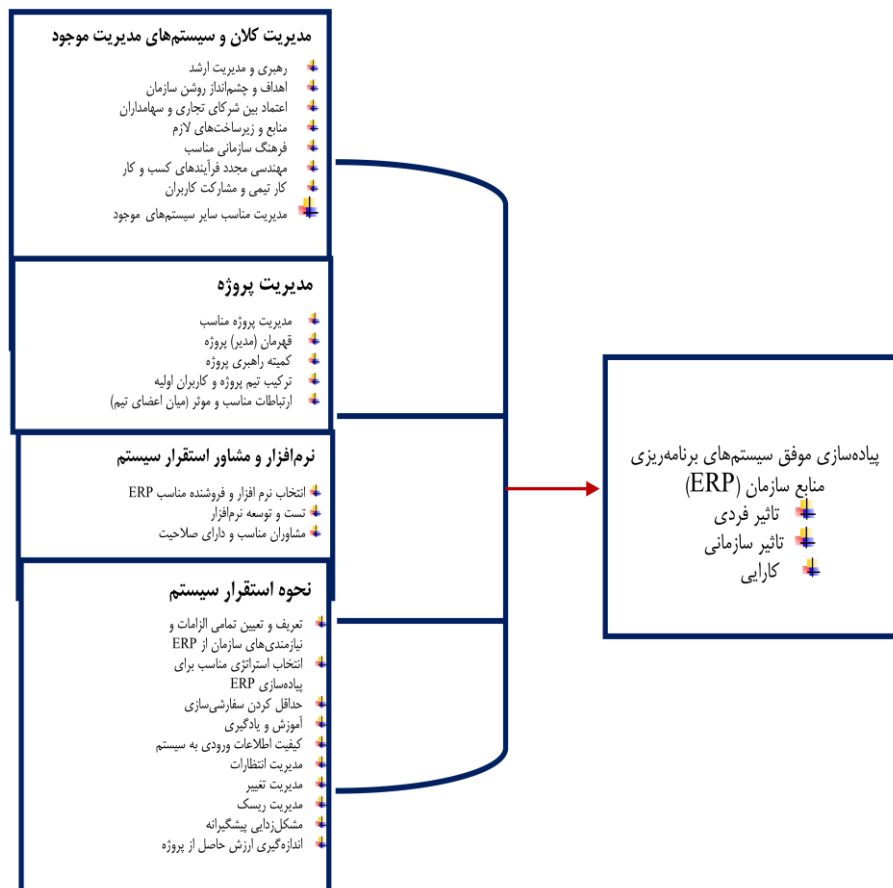 مدیریت کلان و سیستم‌های مدیریت موجود
رهبری و مدیریت ارشد
اهداف و چشم‌انداز روشن سازمان
اعتماد بین شرکای تجاری و سهامداران
منابع و زیرساخت‌های لازم
فرهنگ سازمانی مناسب
مهندسی مجدد فرآیندهای کسب و کار
کار تیمی و مشارکت کاربران
مدیریت مناسب سایر سیستم‌های موجود
مدیریت پروژه
مدیریت پروژه مناسب
قهرمان (مدیر) پروژه
کمیته راهبری پروژه
ترکیب تیم پروژه و کاربران اولیه
ارتباطات مناسب و موثر (میان اعضای تیم)
نرم‌افزار و مشاور استقرار سیستم
انتخاب نرم افزار و فروشنده مناسب ERP
تست و توسعه نرم‌افزار
مشاوران مناسب و دارای صلاحیت
نحوه استقرار سیستم
تعریف و تعیین تمامی الزامات و
نیازمندی‌های سازمان از ERP
انتخاب استراتژی مناسب برای
پیاده‌سازی ERP
حداقل کردن سفارشی‌سازی
آموزش و یادگیری
کیفیت اطلاعات ورودی به سیستم
مدیریت انتظارات
مدیریت تغییر
مدیریت ریسک
مشکل‌زدایی پیشگیرانه
اندازه‌گیری ارزش حاصل از پروژه
پیاده‌سازی موفق سیستم‌های برنامه‌ریزی
منابع سازمان (ERP)
تاثیر فردی
تاثیر سازمانی
کارایی